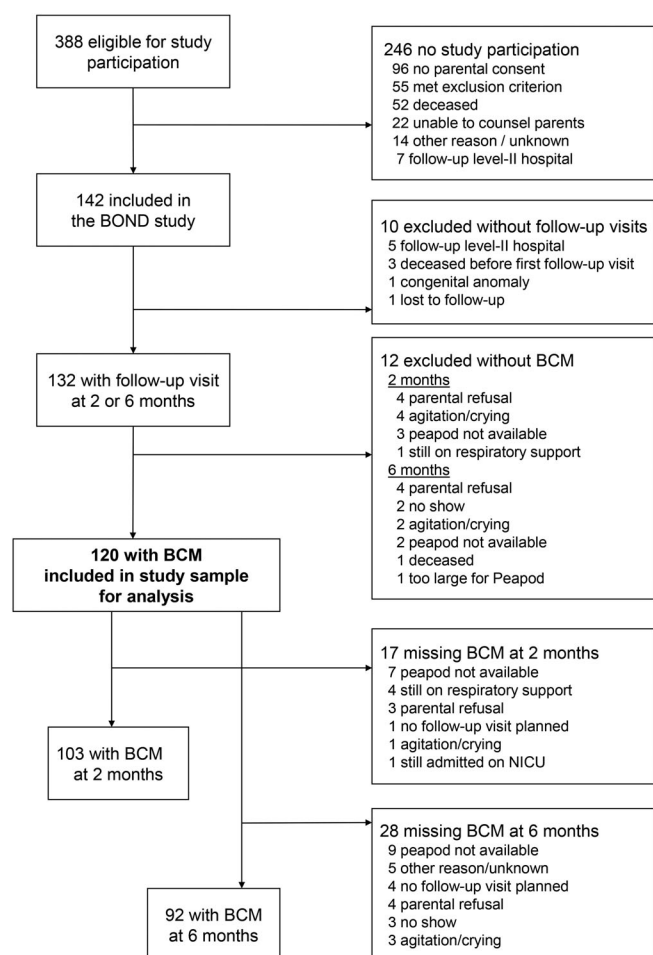 388 eligible for study
participation
246 no study participation
96 no parental consent
55 met exclusion criterion
52 deceased
22 unable to counsel parents
14 other reason / unknown
7 follow-up level-II hospital
142 included in
the BOND study
10 excluded without follow-up visits
5 follow-up level-II hospital
3 deceased before first follow-up visit
1 congenital anomaly
1 lost to follow-up
132 with follow-up visit
at 2 or 6 months
12 excluded without BCM
2 months
4 parental refusal
4 agitation/crying
3 peapod not available
1 still on respiratory support
6 months
4 parental refusal
2 no show
2 agitation/crying
2 peapod not available
1 deceased
1 too large for Peapod
120 with BCM
included in study sample
for analysis
17 missing BCM at 2 months
7 peapod not available
4 still on respiratory support
3 parental refusal
1 no follow-up visit planned
1 agitation/crying
1 still admitted on NICU
103 with BCM
at 2 months
28 missing BCM at 6 months
9 peapod not available
5 other reason/unknown
4 no follow-up visit planned
4 parental refusal
3 no show
3 agitation/crying
92 with BCM
at 6 months